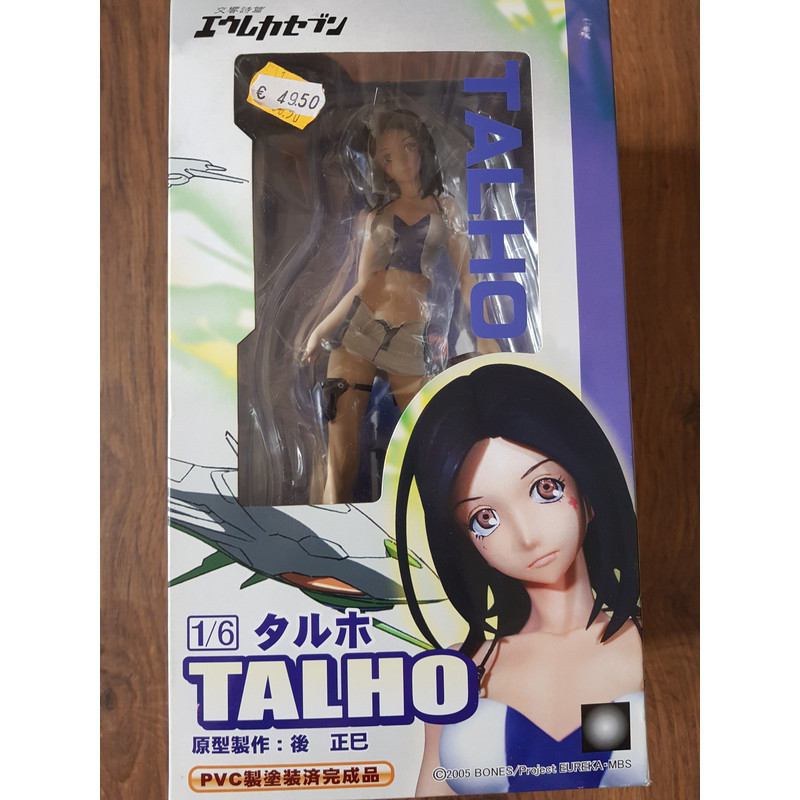 交響詩篇
エウレカセブン
€ 49.50
TALHO
1/6 タルホ
TALHO
原型製作：後 正巳
PVC製塗装済完成品
©2005 BONES/Project EUREKA・MBS